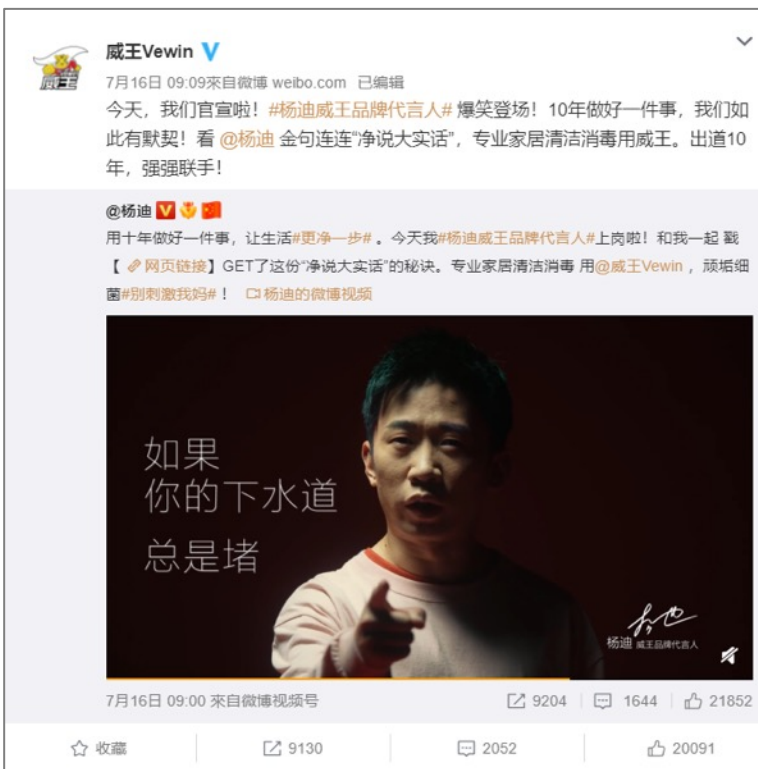 威王
威王Vewin
7月16日 09:09來自微博 weibo.com 已编辑
今天，我们官宣啦！#杨迪威王品牌代言人# 爆笑登场！10年做好一件事，我们如
此有默契！看 @杨迪 金句连连“净说大实话”，专业家居清洁消毒用威王。出道10
年，强强联手！
@杨迪
用十年做好一件事，让生活#更净一步# 。今天我#杨迪威王品牌代言人#上岗啦！和我一起 戳
【 网页链接】GET了这份“净说大实话”的秘诀。专业家居清洁消毒 用@威王Vewin ，顽垢细
菌#别刺激我妈# ！ 杨迪的微博视频
如果
你的下水道
总是堵
杨迪
杨迪 威王品牌代言人
7月16日 09:00 來自微博视频号 9204 1644 21852
收藏 9130 2052 20091